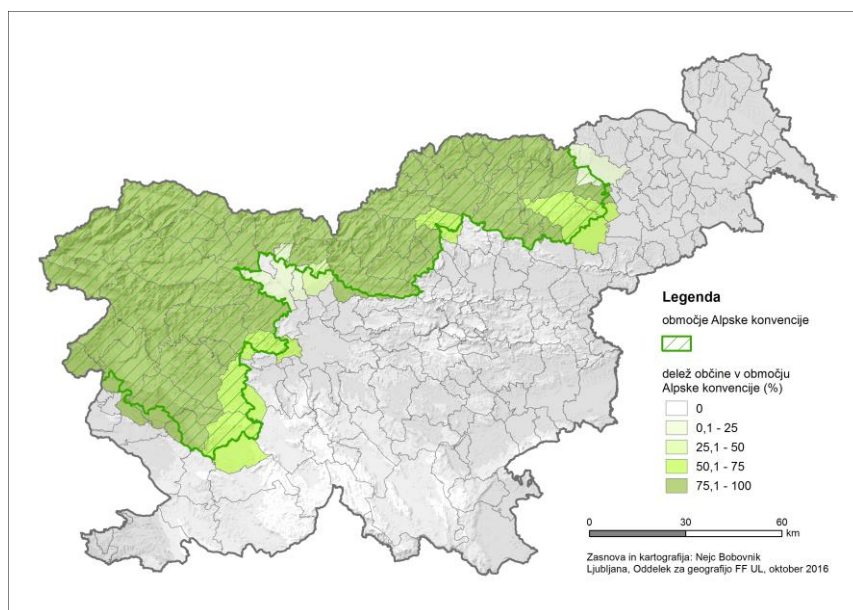 Legenda
območje Alpske konvencije
delež občine v območju
Alpske konvencije (%)
0
0,1 - 25
25,1 - 50
50,1 - 75
75,1 - 100
0 30 60
km
Zasnova in kartografija: Nejc Bobovnik
Ljubljana, Oddelek za geografijo FF UL, oktober 2016